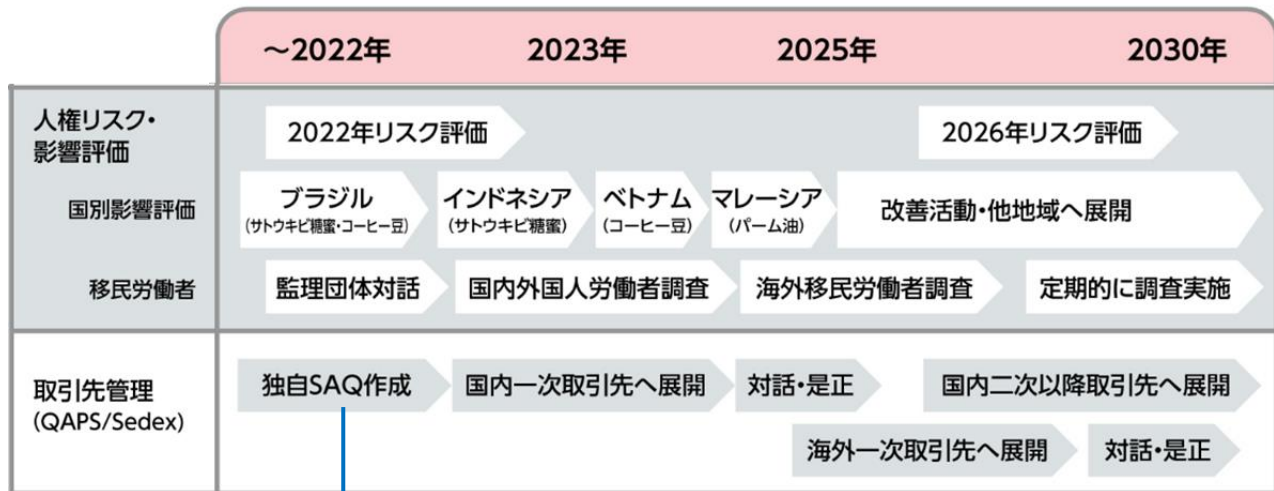 ～2022年 2023年 2025年 2030年
人権リスク・
影響評価
2022年リスク評価 2026年リスク評価
国別影響評価
ブラジル
(サトウキビ糖蜜・コーヒー豆)
インドネシア
(サトウキビ糖蜜)
ベトナム
(コーヒー豆)
マレーシア
(パーム油)
改善活動・他地域へ展開
移民労働者
監理団体対話 国内外国人労働者調査 海外移民労働者調査 定期的に調査実施
取引先管理
(QAPS/Sedex)
独自SAQ作成 国内一次取引先へ展開 対話・是正 国内二次以降取引先へ展開
海外一次取引先へ展開 対話・是正